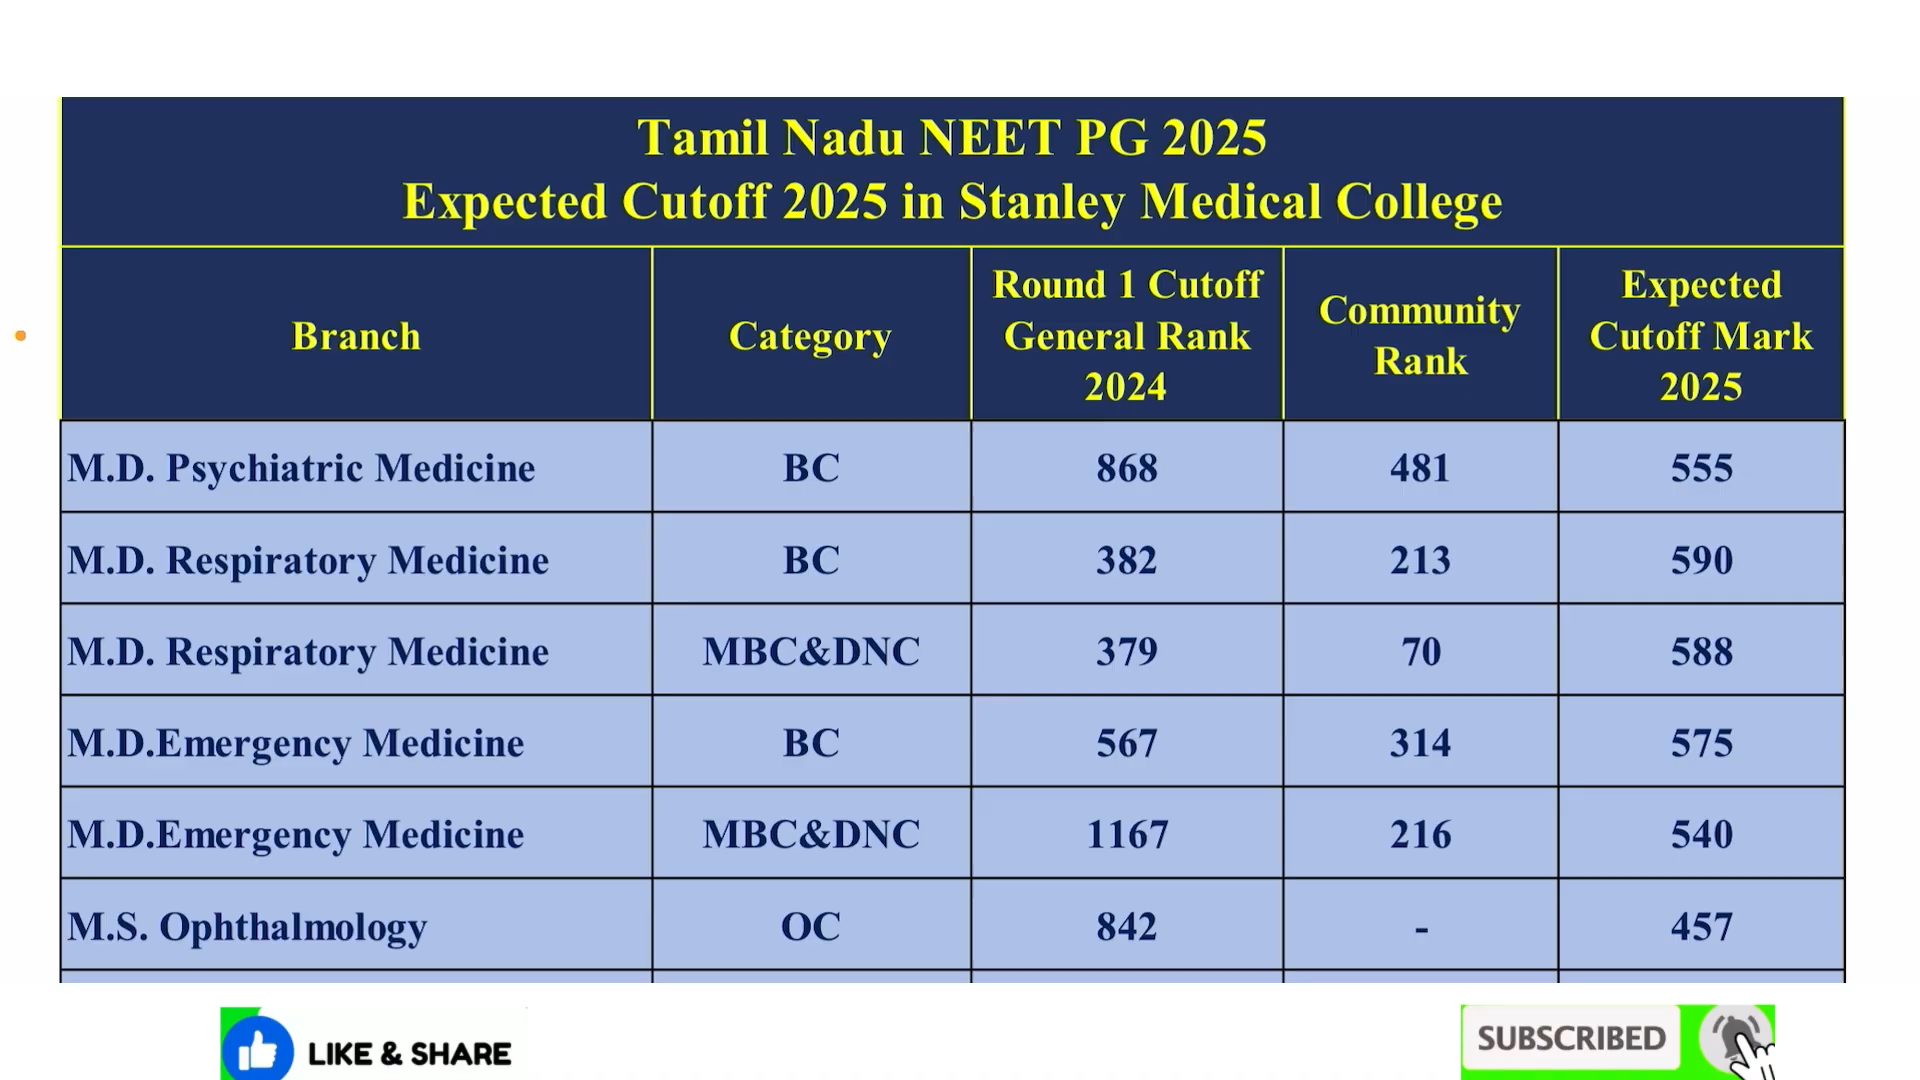 Tamil Nadu NEET PG 2025
Expected Cutoff 2025 in Stanley Medical College
Branch
Category
Round 1 Cutoff
General Rank
2024
Community
Rank
Expected
Cutoff Mark
2025
M.D. Psychiatric Medicine BC 868 481 555
M.D. Respiratory Medicine BC 382 213 590
M.D. Respiratory Medicine MBC&DNC 379 70 588
M.D.Emergency Medicine BC 567 314 575
M.D.Emergency Medicine MBC&DNC 1167 216 540
M.S. Ophthalmology OC 842 - 457
LIKE & SHARE
SUBSCRIBED